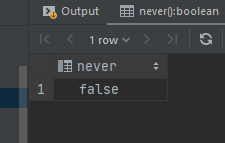 Output never():boolean
1 row
never
1 false